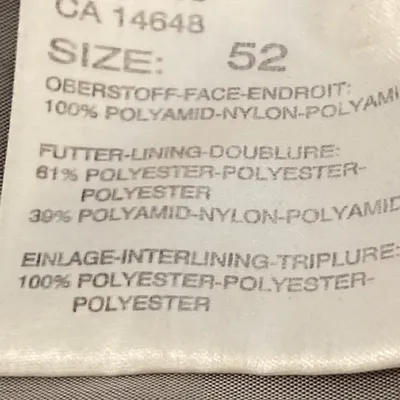 CA 14648
SIZE: 52
OBERSTOFF-FACE-ENDROIT:
100% POLYAMID-NYLON-POLYAMI
FUTTER-LINING-DOUBLURE:
61% POLYESTER-POLYESTER-
POLYESTER
39% POLYAMID-NYLON-POLYAMID
EINLAGE-INTERLINING-TRIPLURE:
100% POLYESTER-POLYESTER-
POLYESTER